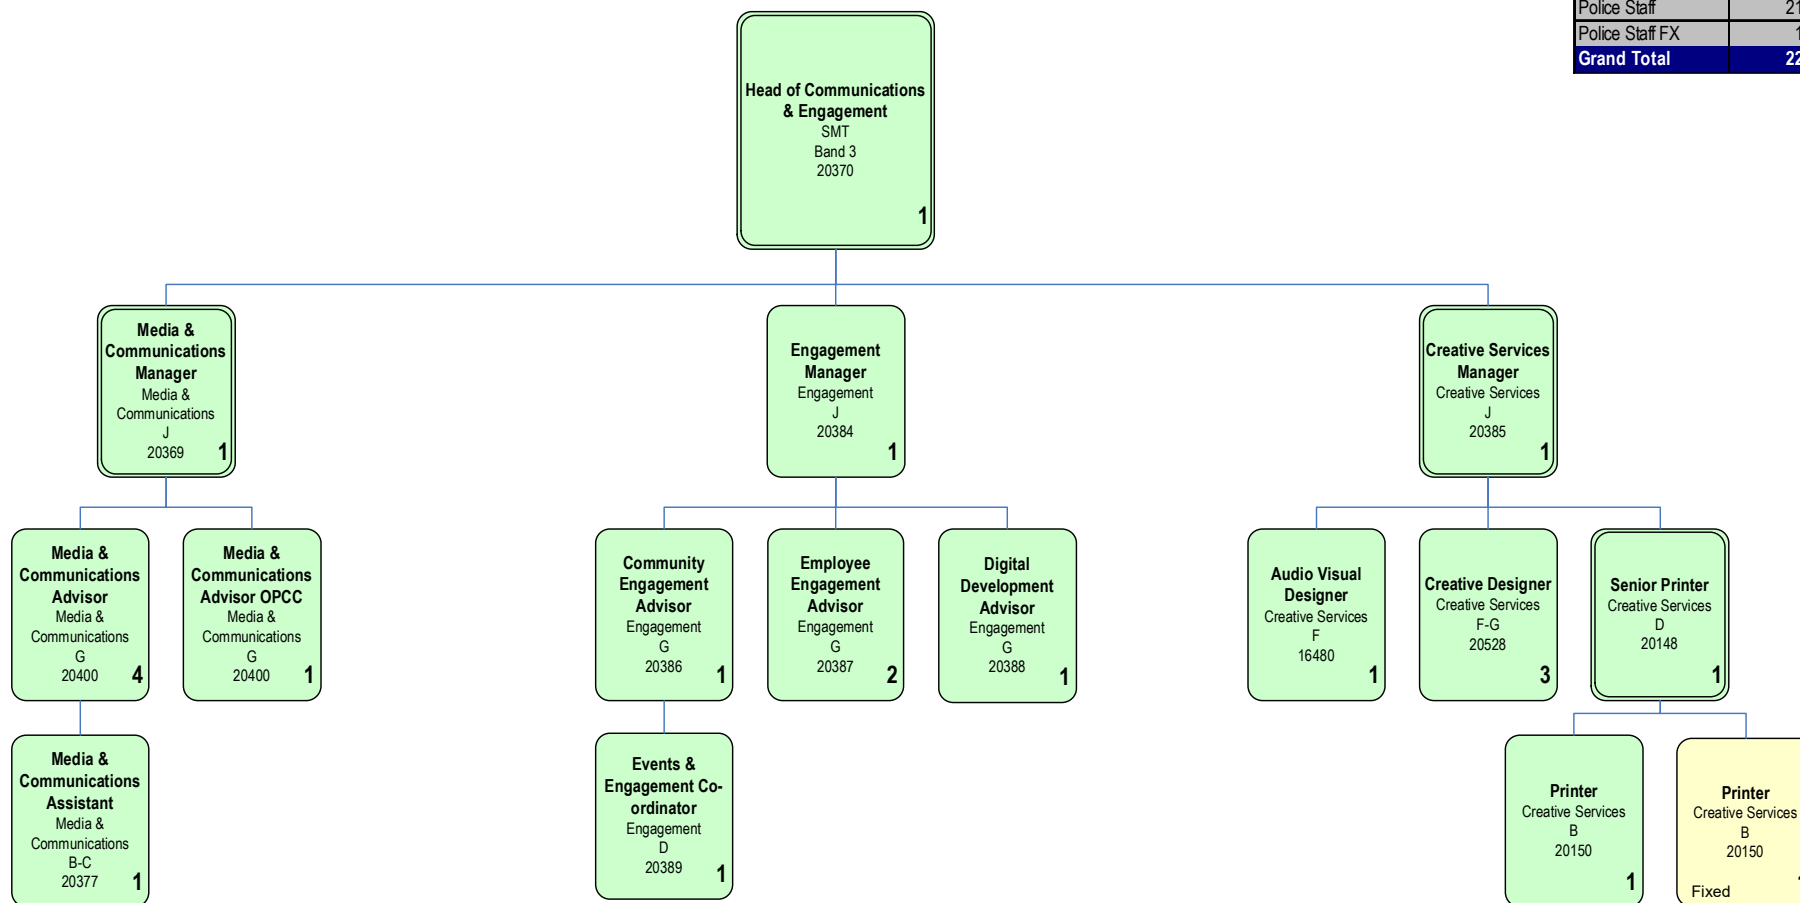 Police Staff 21
Police Staff FX 1
Grand Total 22
Head of Communications
& Engagement
SMT
Band 3
20370
1
Media &
Communications
Manager
Media &
Communications
J
20369
1
Engagement
Manager
Engagement
J
20384
1
Creative Services
Manager
Creative Services
J
20385
1
Media &
Communications
Advisor
Media &
Communications
G
20400
4
Media &
Communications
Advisor OPCC
Media &
Communications
G
20400
1
Community
Engagement
Advisor
Engagement
G
20386
1
Employee
Engagement
Advisor
Engagement
G
20387
2
Digital
Development
Advisor
Engagement
G
20388
1
Audio Visual
Designer
Creative Services
F
16480
1
Creative Designer
Creative Services
F-G
20528
3
Senior Printer
Creative Services
D
20148
1
Media &
Communications
Assistant
Media &
Communications
B-C
20377
1
Events &
Engagement Co-
ordinator
Engagement
D
20389
1
Printer
Creative Services
B
20150
1
Printer
Creative Services
B
20150
Fixed